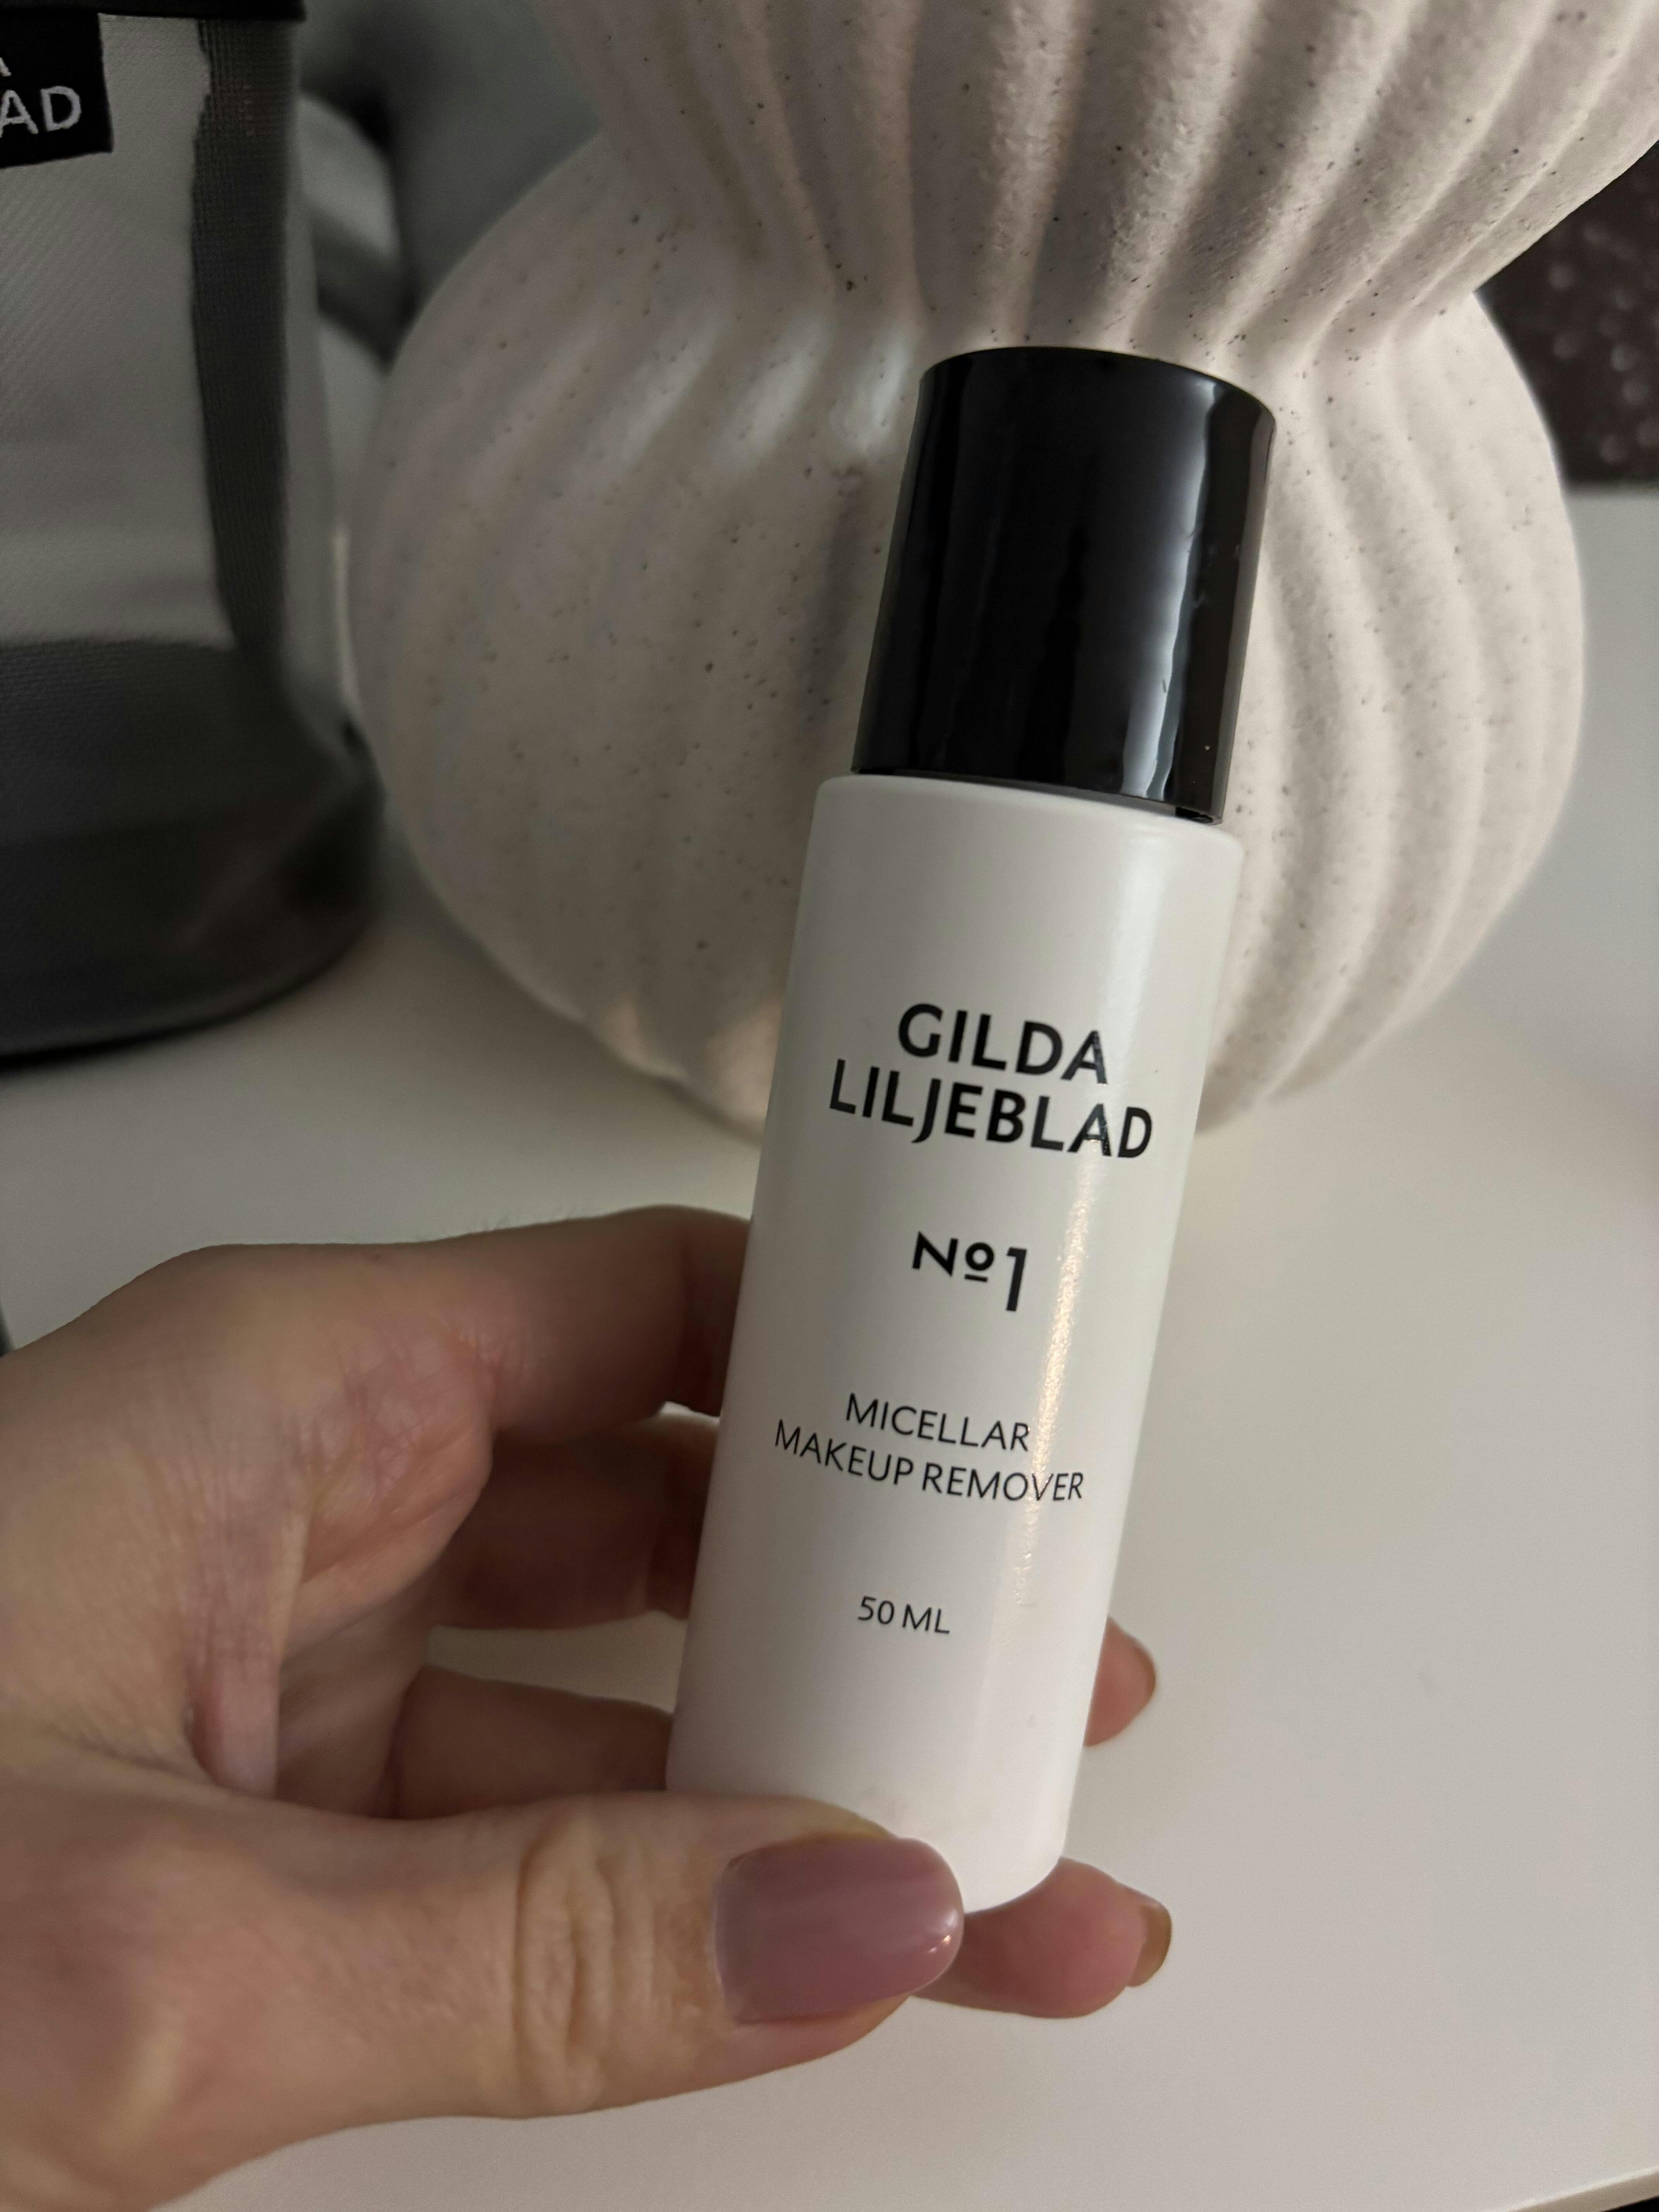 AD
GILDA
LILJEBLAD
Nº1
MICELLAR
MAKEUP REMOVER
50 ML